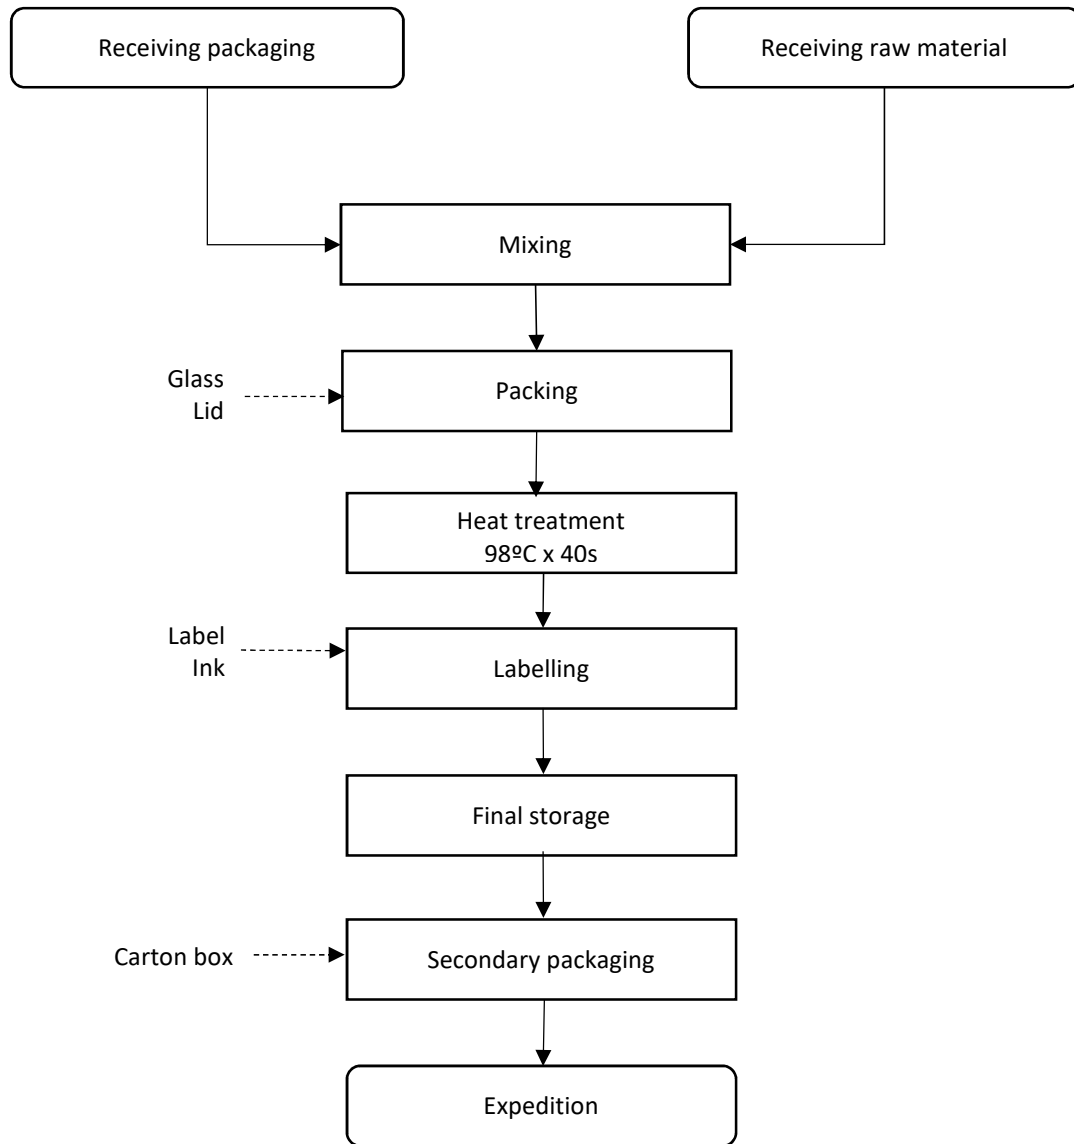 Receiving packaging
Receiving raw material
Mixing
Glass
Lid
Packing
Heat treatment
98ºC x 40s
Label
Ink
Labelling
Final storage
Carton box
Secondary packaging
Expedition